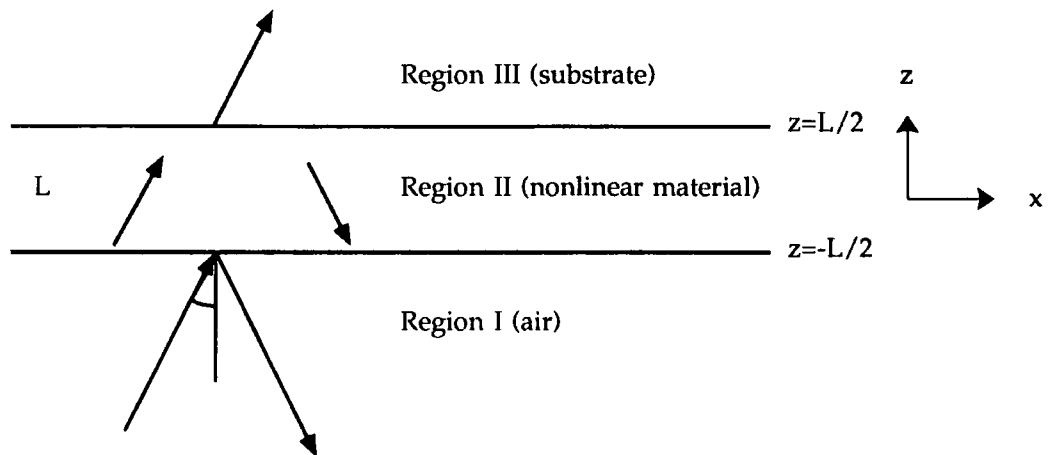 Region III (substrate)
z
z=L/2
L
Region II (nonlinear material)
x
z=-L/2
Region I (air)